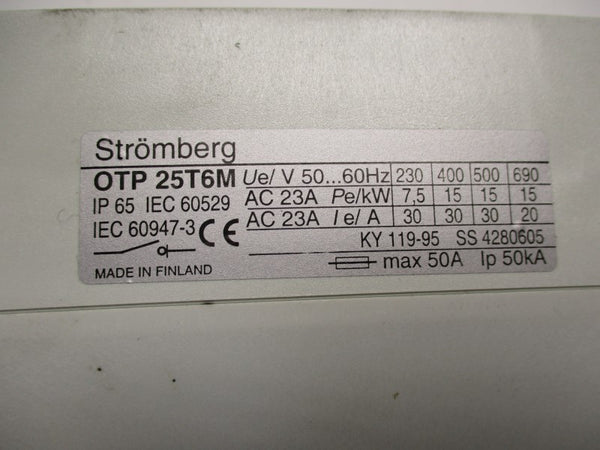 Strömberg
OTP 25T6M Ue/ V 50...60Hz 230 400 500 690
IP 65 IEC 60529 AC 23A Pe/kW 7,5 15 15 15
IEC 60947-3 CE AC 23A Ie/ A 30 30 30 20
KY 119-95 SS 4280605
MADE IN FINLAND max 50A Ip 50kA